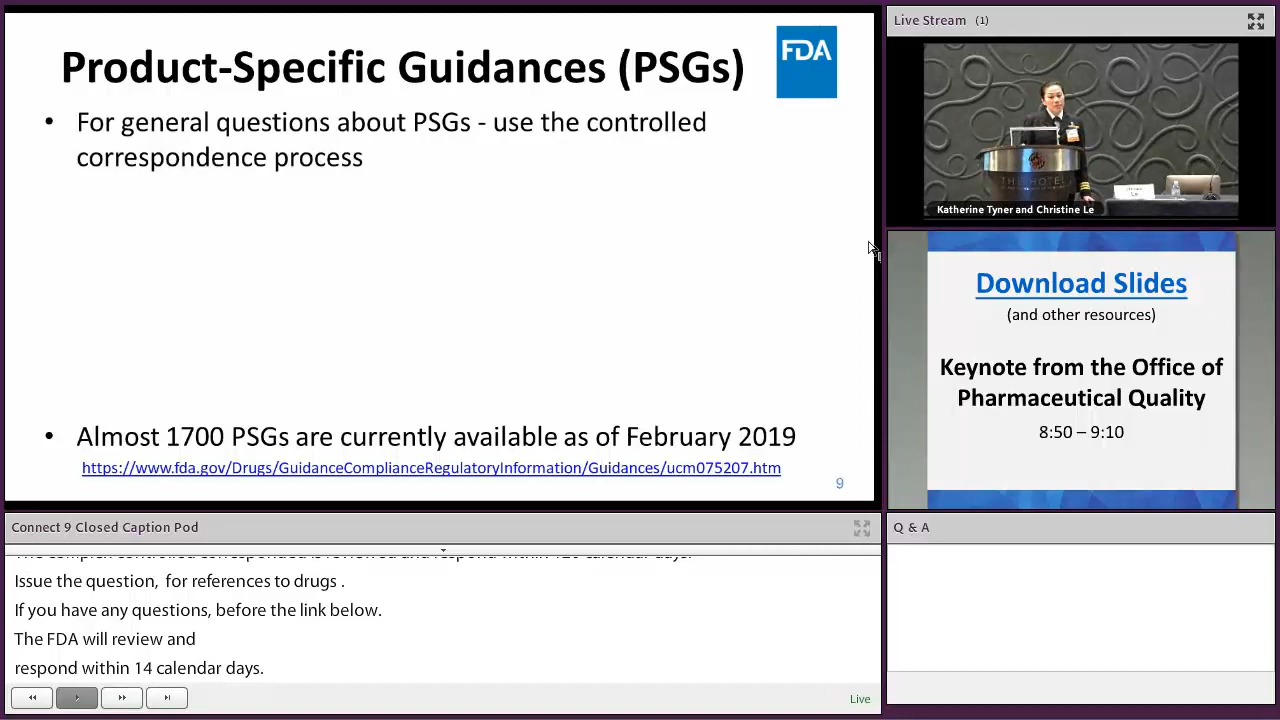 Product-Specific Guidances (PSGs)
FDA
• For general questions about PSGs - use the controlled
correspondence process
• Almost 1700 PSGs are currently available as of February 2019
https://www.fda.gov/Drugs/GuidanceComplianceRegulatoryInformation/Guidances/ucm075207.htm
9
Live Stream (1)
THE HOTEL
Katherine Tyner and Christine Le
Download Slides
(and other resources)
Keynote from the Office of
Pharmaceutical Quality
8:50 – 9:10
Connect 9 Closed Caption Pod
Issue the question, for references to drugs .
If you have any questions, before the link below.
The FDA will review and
respond within 14 calendar days.
Live
Q & A